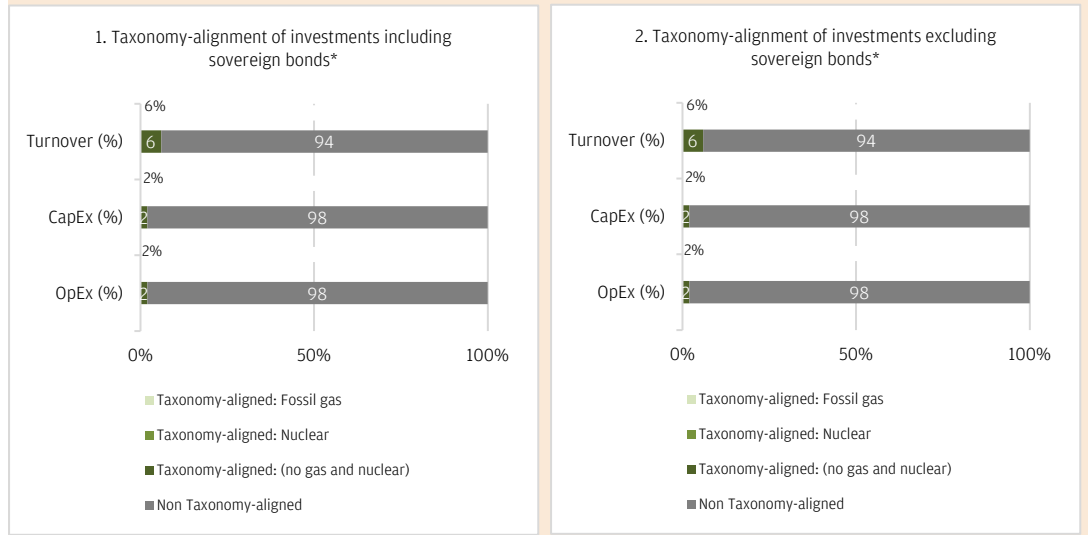 1. Taxonomy-alignment of investments including
sovereign bonds*
6%
Turnover (%) 6 94
2%
CapEx (%) 2 98
2%
OpEx (%) 2 98
0% 50% 100%
Taxonomy-aligned: Fossil gas
Taxonomy-aligned: Nuclear
Taxonomy-aligned: (no gas and nuclear)
Non Taxonomy-aligned
2. Taxonomy-alignment of investments excluding
sovereign bonds*
6%
Turnover (%) 6 94
2%
CapEx (%) 2 98
2%
OpEx (%) 2 98
0% 50% 100%
Taxonomy-aligned: Fossil gas
Taxonomy-aligned: Nuclear
Taxonomy-aligned: (no gas and nuclear)
Non Taxonomy-aligned